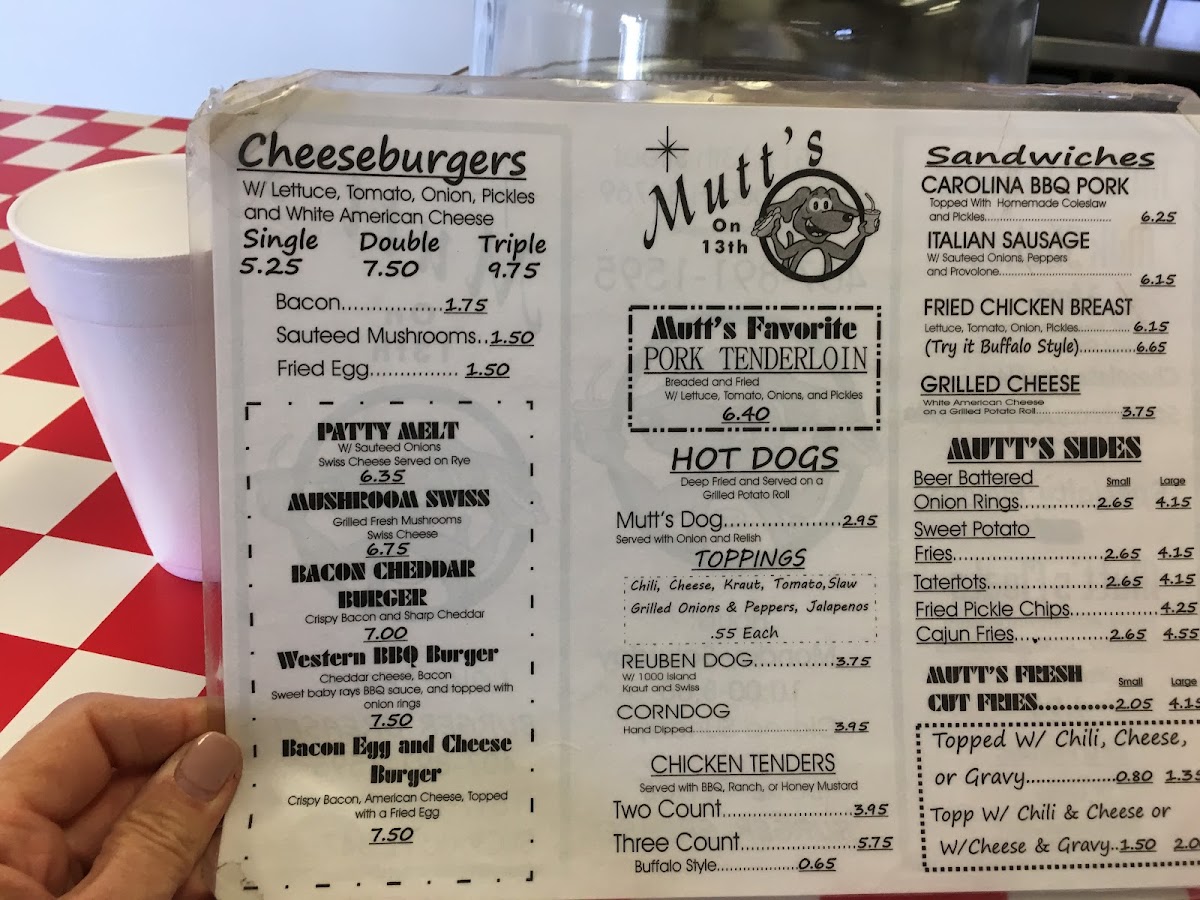 Cheeseburgers
W/ Lettuce, Tomato, Onion, Pickles
and White American Cheese
Single Double Triple
5.25 7.50 9.75
Bacon.............1.75
Sauteed Mushrooms..1.50
Fried Egg............... 1.50
PATTY MELT
W/ Sauteed Onions
Swiss Cheese Served on Rye
6.35
MUSHROOM SWISS
Grilled Fresh Mushrooms
Swiss Cheese
6.75
BACON CHEDDAR
BURGER
Crispy Bacon and Sharp Cheddar
7.00
Western BBQ Burger
Cheddar cheese, Bacon
Sweet baby rays BBQ sauce, and topped with
onion rings
7.50
Bacon Egg and Cheese
Burger
Crispy Bacon, American Cheese, Topped
with a Fried Egg
7.50
Mutt's
On
13th
Mutt's Favorite
PORK TENDERLOIN
Breaded and Fried
W/ Lettuce, Tomato, Onions, and Pickles
6.40
HOT DOGS
Deep Fried and Served on a
Grilled Potato Roll
Mutt's Dog..................2.95
Served with Onion and Relish
TOPPINGS
Chili, Cheese, Kraut, Tomato,Slaw
Grilled Onions & Peppers, Jalapenos
.55 Each
REUBEN DOG.............3.75
W/ 1000 Island
Kraut and Swiss
CORNDOG
Hand Dipped............................ 3.95
CHICKEN TENDERS
Served with BBQ, Ranch, or Honey Mustard
Two Count....................3.95
Three Count..................5.75
Buffalo Style...................0.65
Sandwiches
CAROLINA BBQ PORK
Topped With Homemade Coleslaw
and Pickles.............................. 6.25
ITALIAN SAUSAGE
W/ Sauteed Onions, Peppers
and Provolone..............................
6.15
FRIED CHICKEN BREAST
Lettuce, Tomato, Onion, Pickles............. 6.15
(Try it Buffalo Style)..............6.65
GRILLED CHEESE
White American Cheese
on a Grilled Potato Roll....................3.75
MUTT'S SIDES
Beer Battered Small Large
Onion Rings.............2.65 4.15
Sweet Potato
Fries.........................2.65 4.15
Tatertots....................2.65 4.15
Fried Pickle Chips..............4.25
Cajun Fries................2.65 4.55
MUTT'S FRESH Small Large
CUT FRIES............2.05 4.15
Topped W/ Chili, Cheese,
or Gravy................0.80 1.35
Topp W/ Chili & Cheese or
W/Cheese & Gravy..1.50